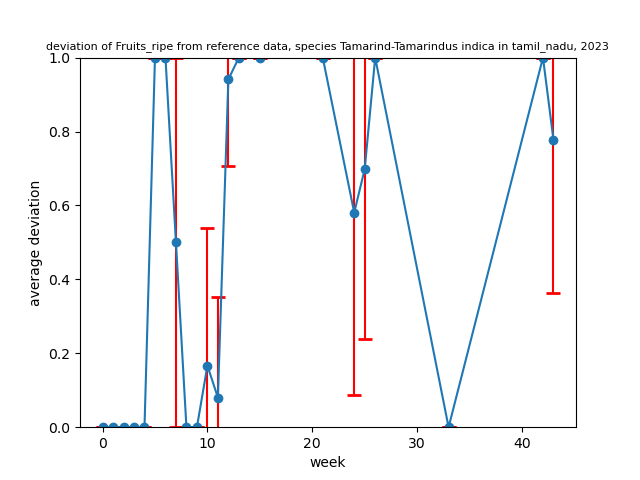 deviation of Fruits_ripe from reference data, species Tamarind-Tamarindus indica in tamil_nadu, 2023
1.0
0.8
0.6
0.4
0.2
0.0
average deviation
0 10 20 30 40
week